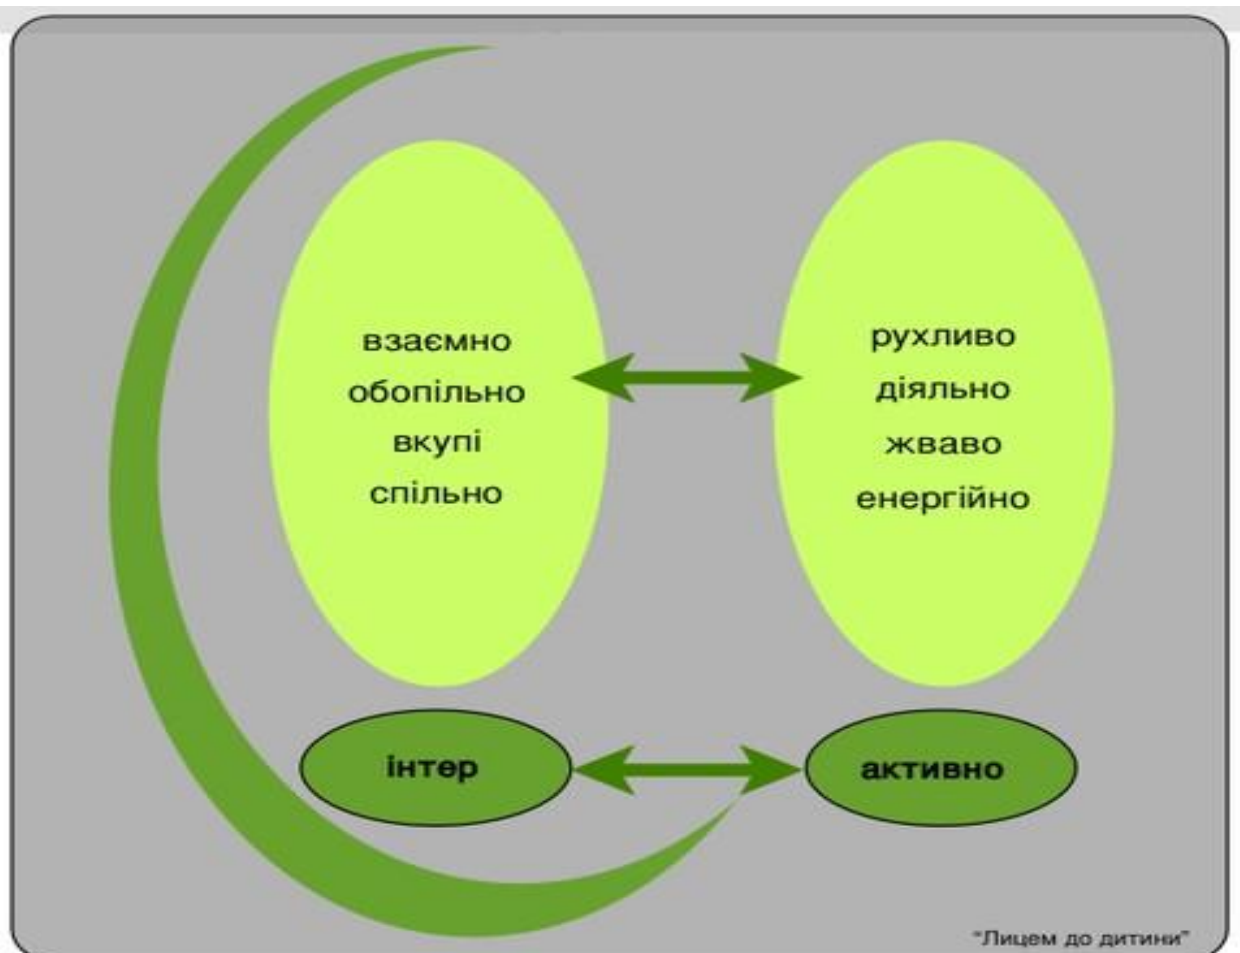 взаємно
обопільно
вкупі
спільно
рухливо
діяльно
жваво
енергійно
інтер
активно
"Лицем до дитини"